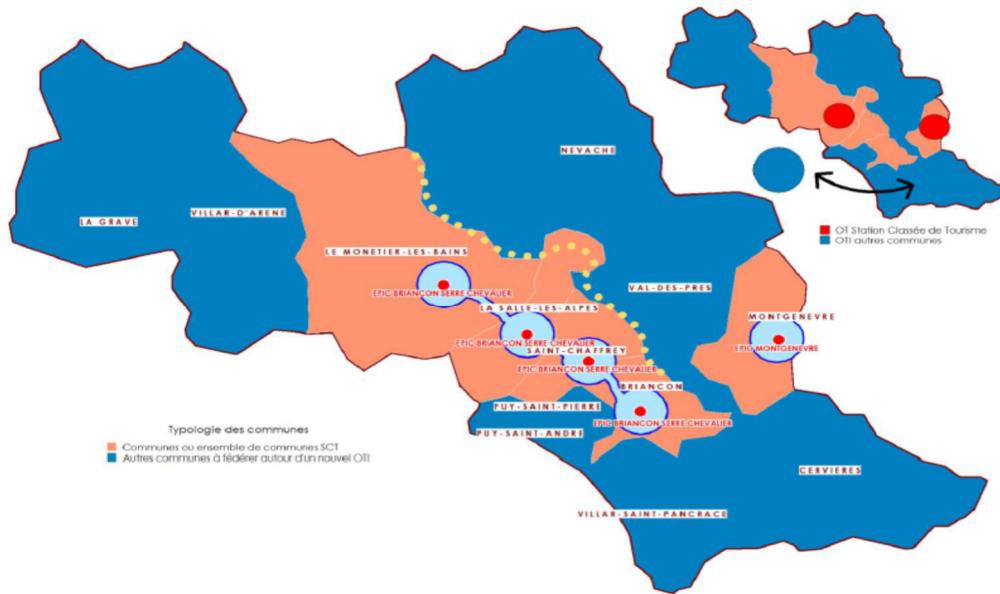 NEVACHE
LA GRAVE
VILLAR-D'ARENE
OT Station Classée de Tourisme
OTI autres communes
LE MONETIER-LES-BAINS
EPIC BRIANCON SERRE CHEVALIER
VAL-DES-PRES
LA SALLE-LES-ALPES
MONTGENEVRE
EPIC BRIANCON SERRE CHEVALIER
EPIC MONTGENEVRE
SAINT-CHAFFREY
EPIC BRIANCON SERRE CHEVALIER
BRIANCON
PUY-SAINT-PIERRE
EPIC BRIANCON SERRE CHEVALIER
PUY-SAINT-ANDRE
Typologie des communes
Communes ou ensemble de communes SCT
Autres communes à fédérer autour d'un nouvel OTI
CERVIERES
VILLAR-SAINT-PANCRACE